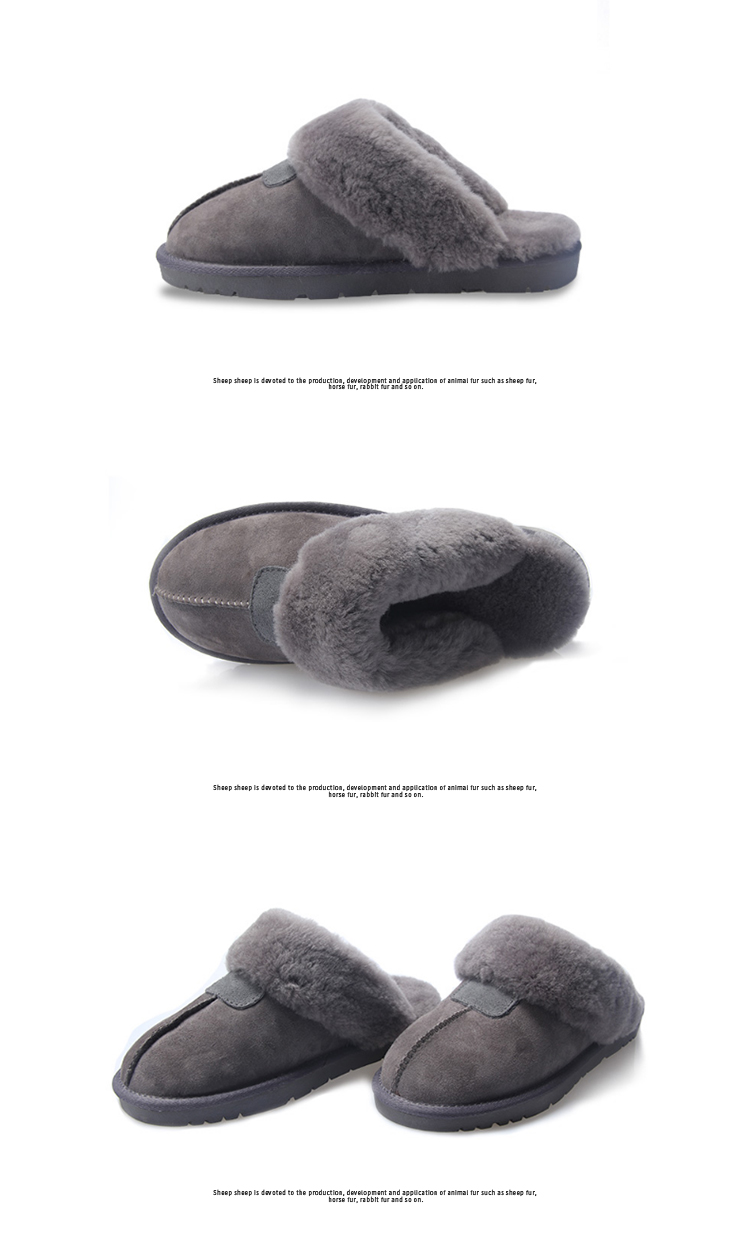 Sheep sheep is devoted to the production, development and application of animal fur such as sheep fur,
horse fur, rabbit fur and so on.
Sheep sheep is devoted to the production, development and application of animal fur such as sheep fur,
horse fur, rabbit fur and so on.
Sheep sheep is devoted to the production, development and application of animal fur such as sheep fur,
horse fur, rabbit fur and so on.